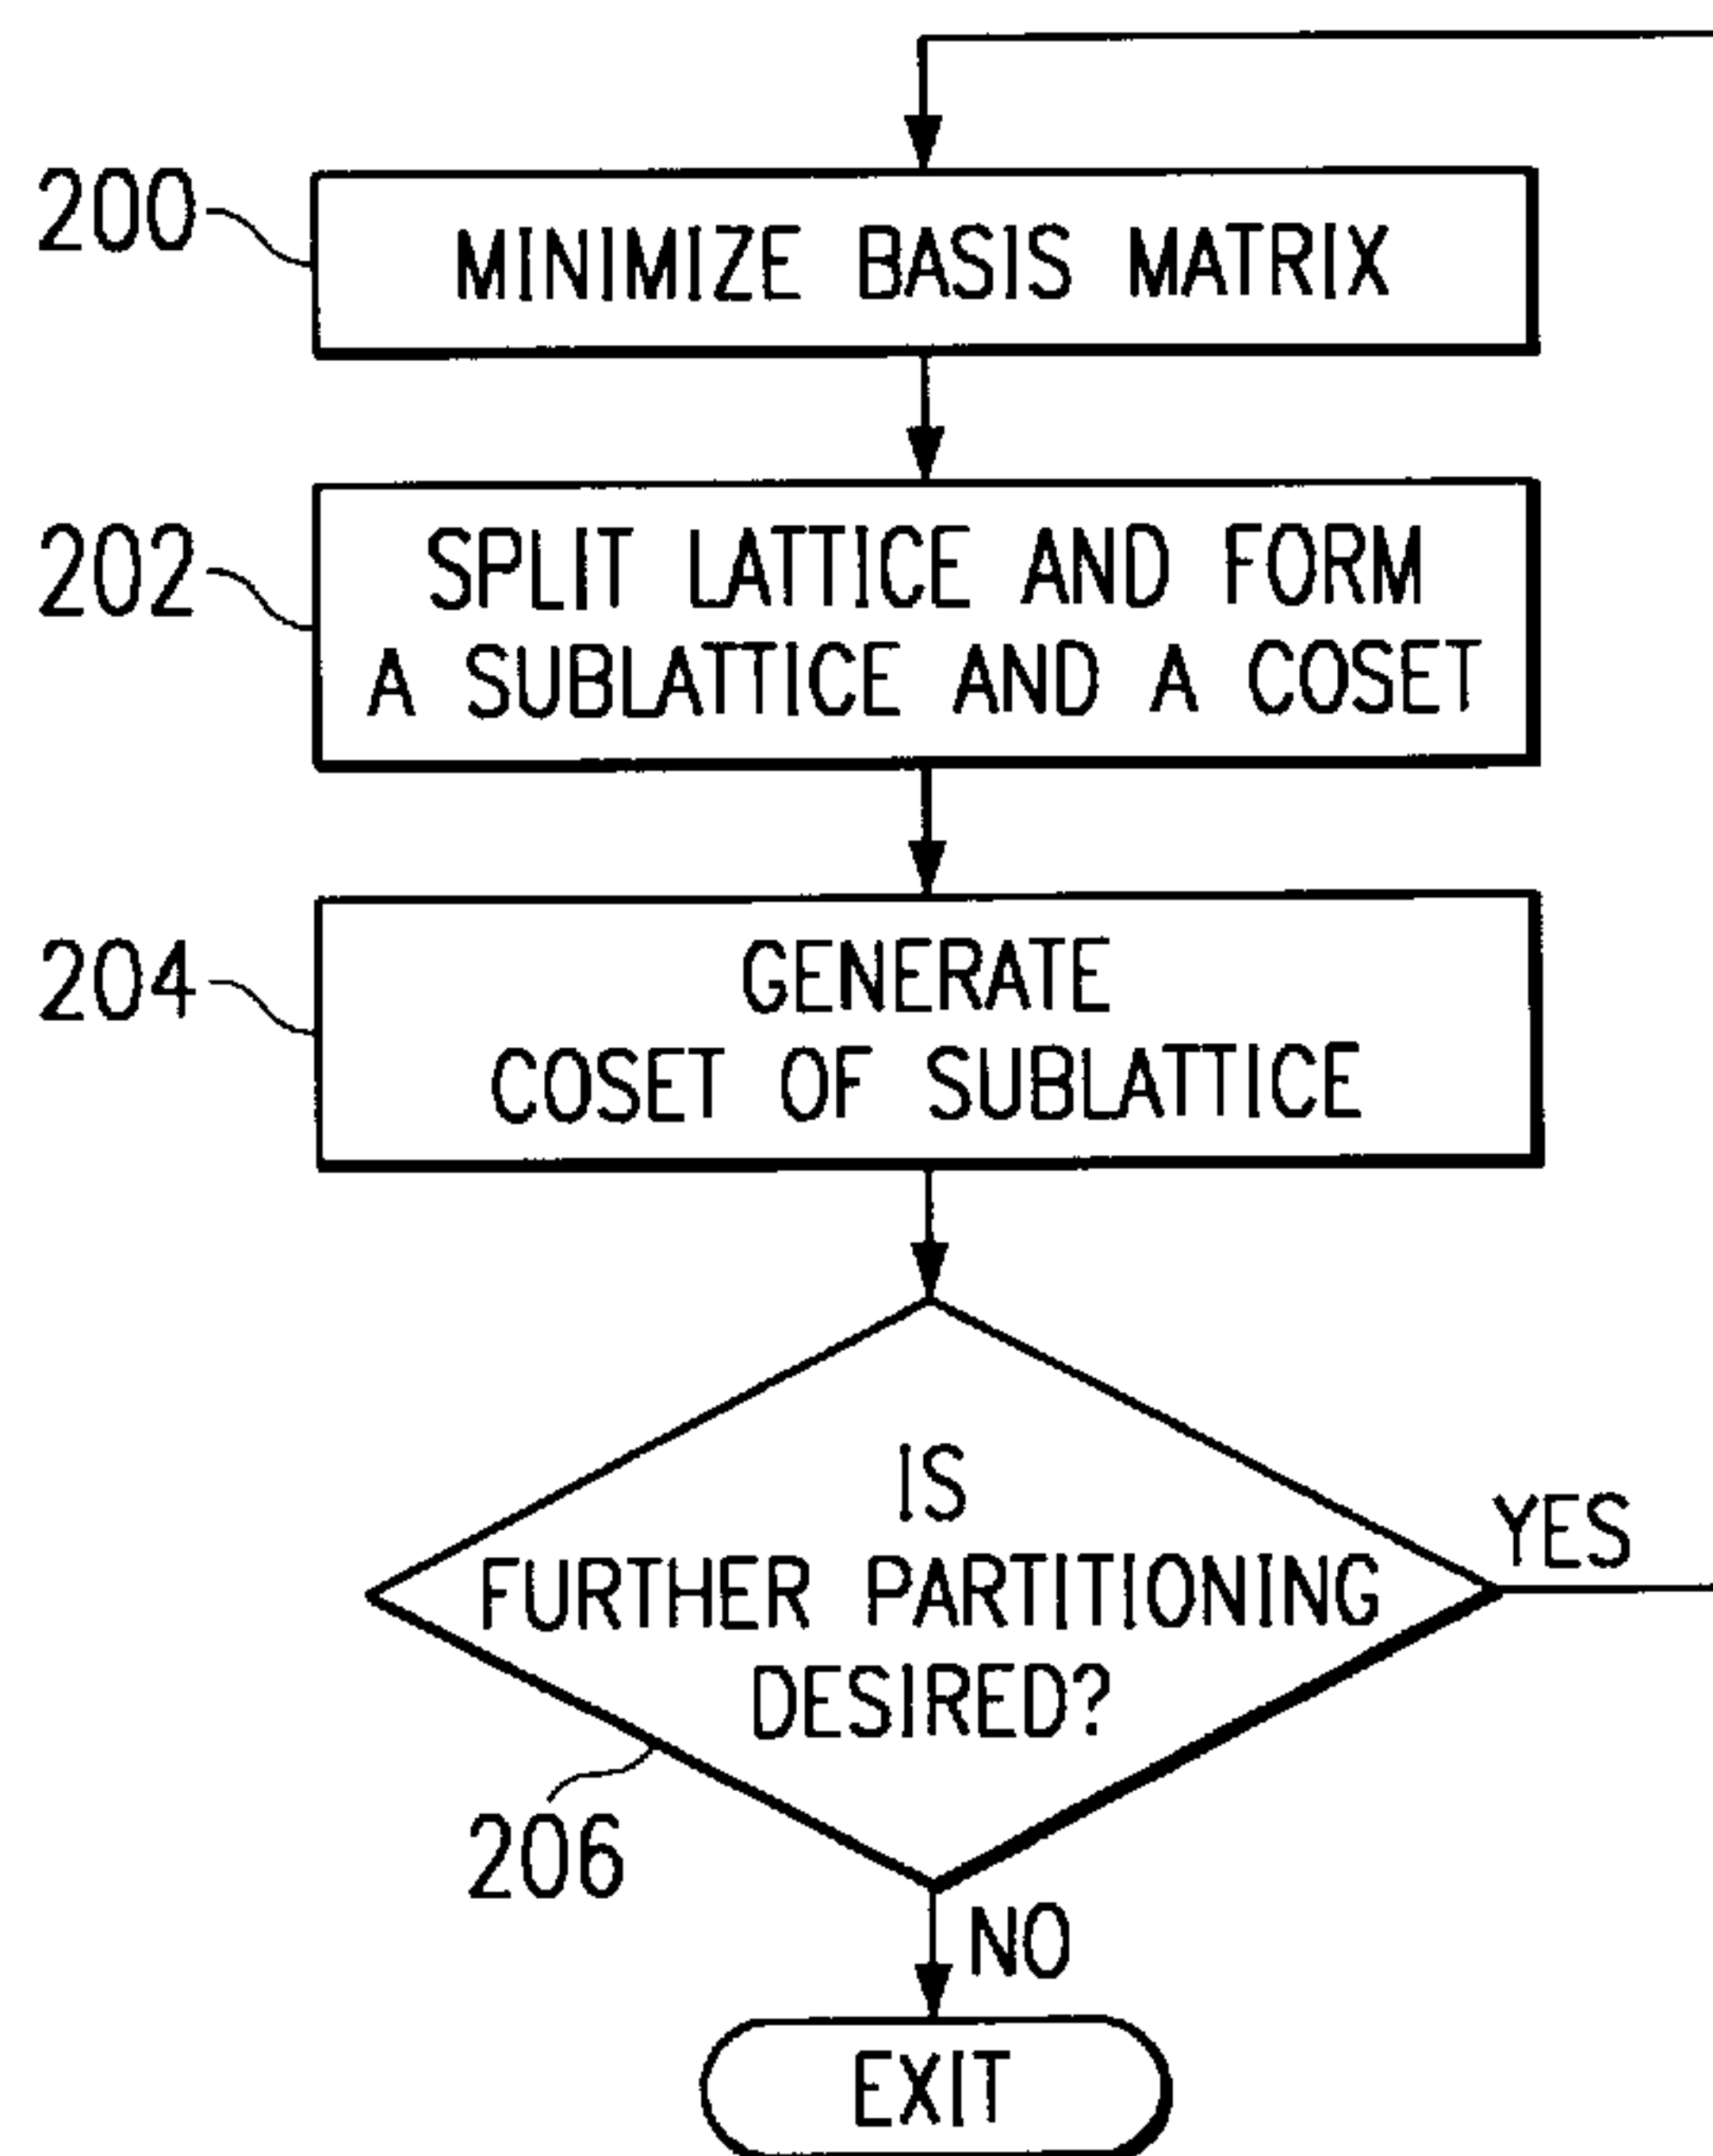 200
MINIMIZE BASIS MATRIX
202
SPLIT LATTICE AND FORM
A SUBLATTICE AND A COSET
204
GENERATE
COSET OF SUBLATTICE
IS
FURTHER PARTITIONING
DESIRED?
YES
206
NO
EXIT